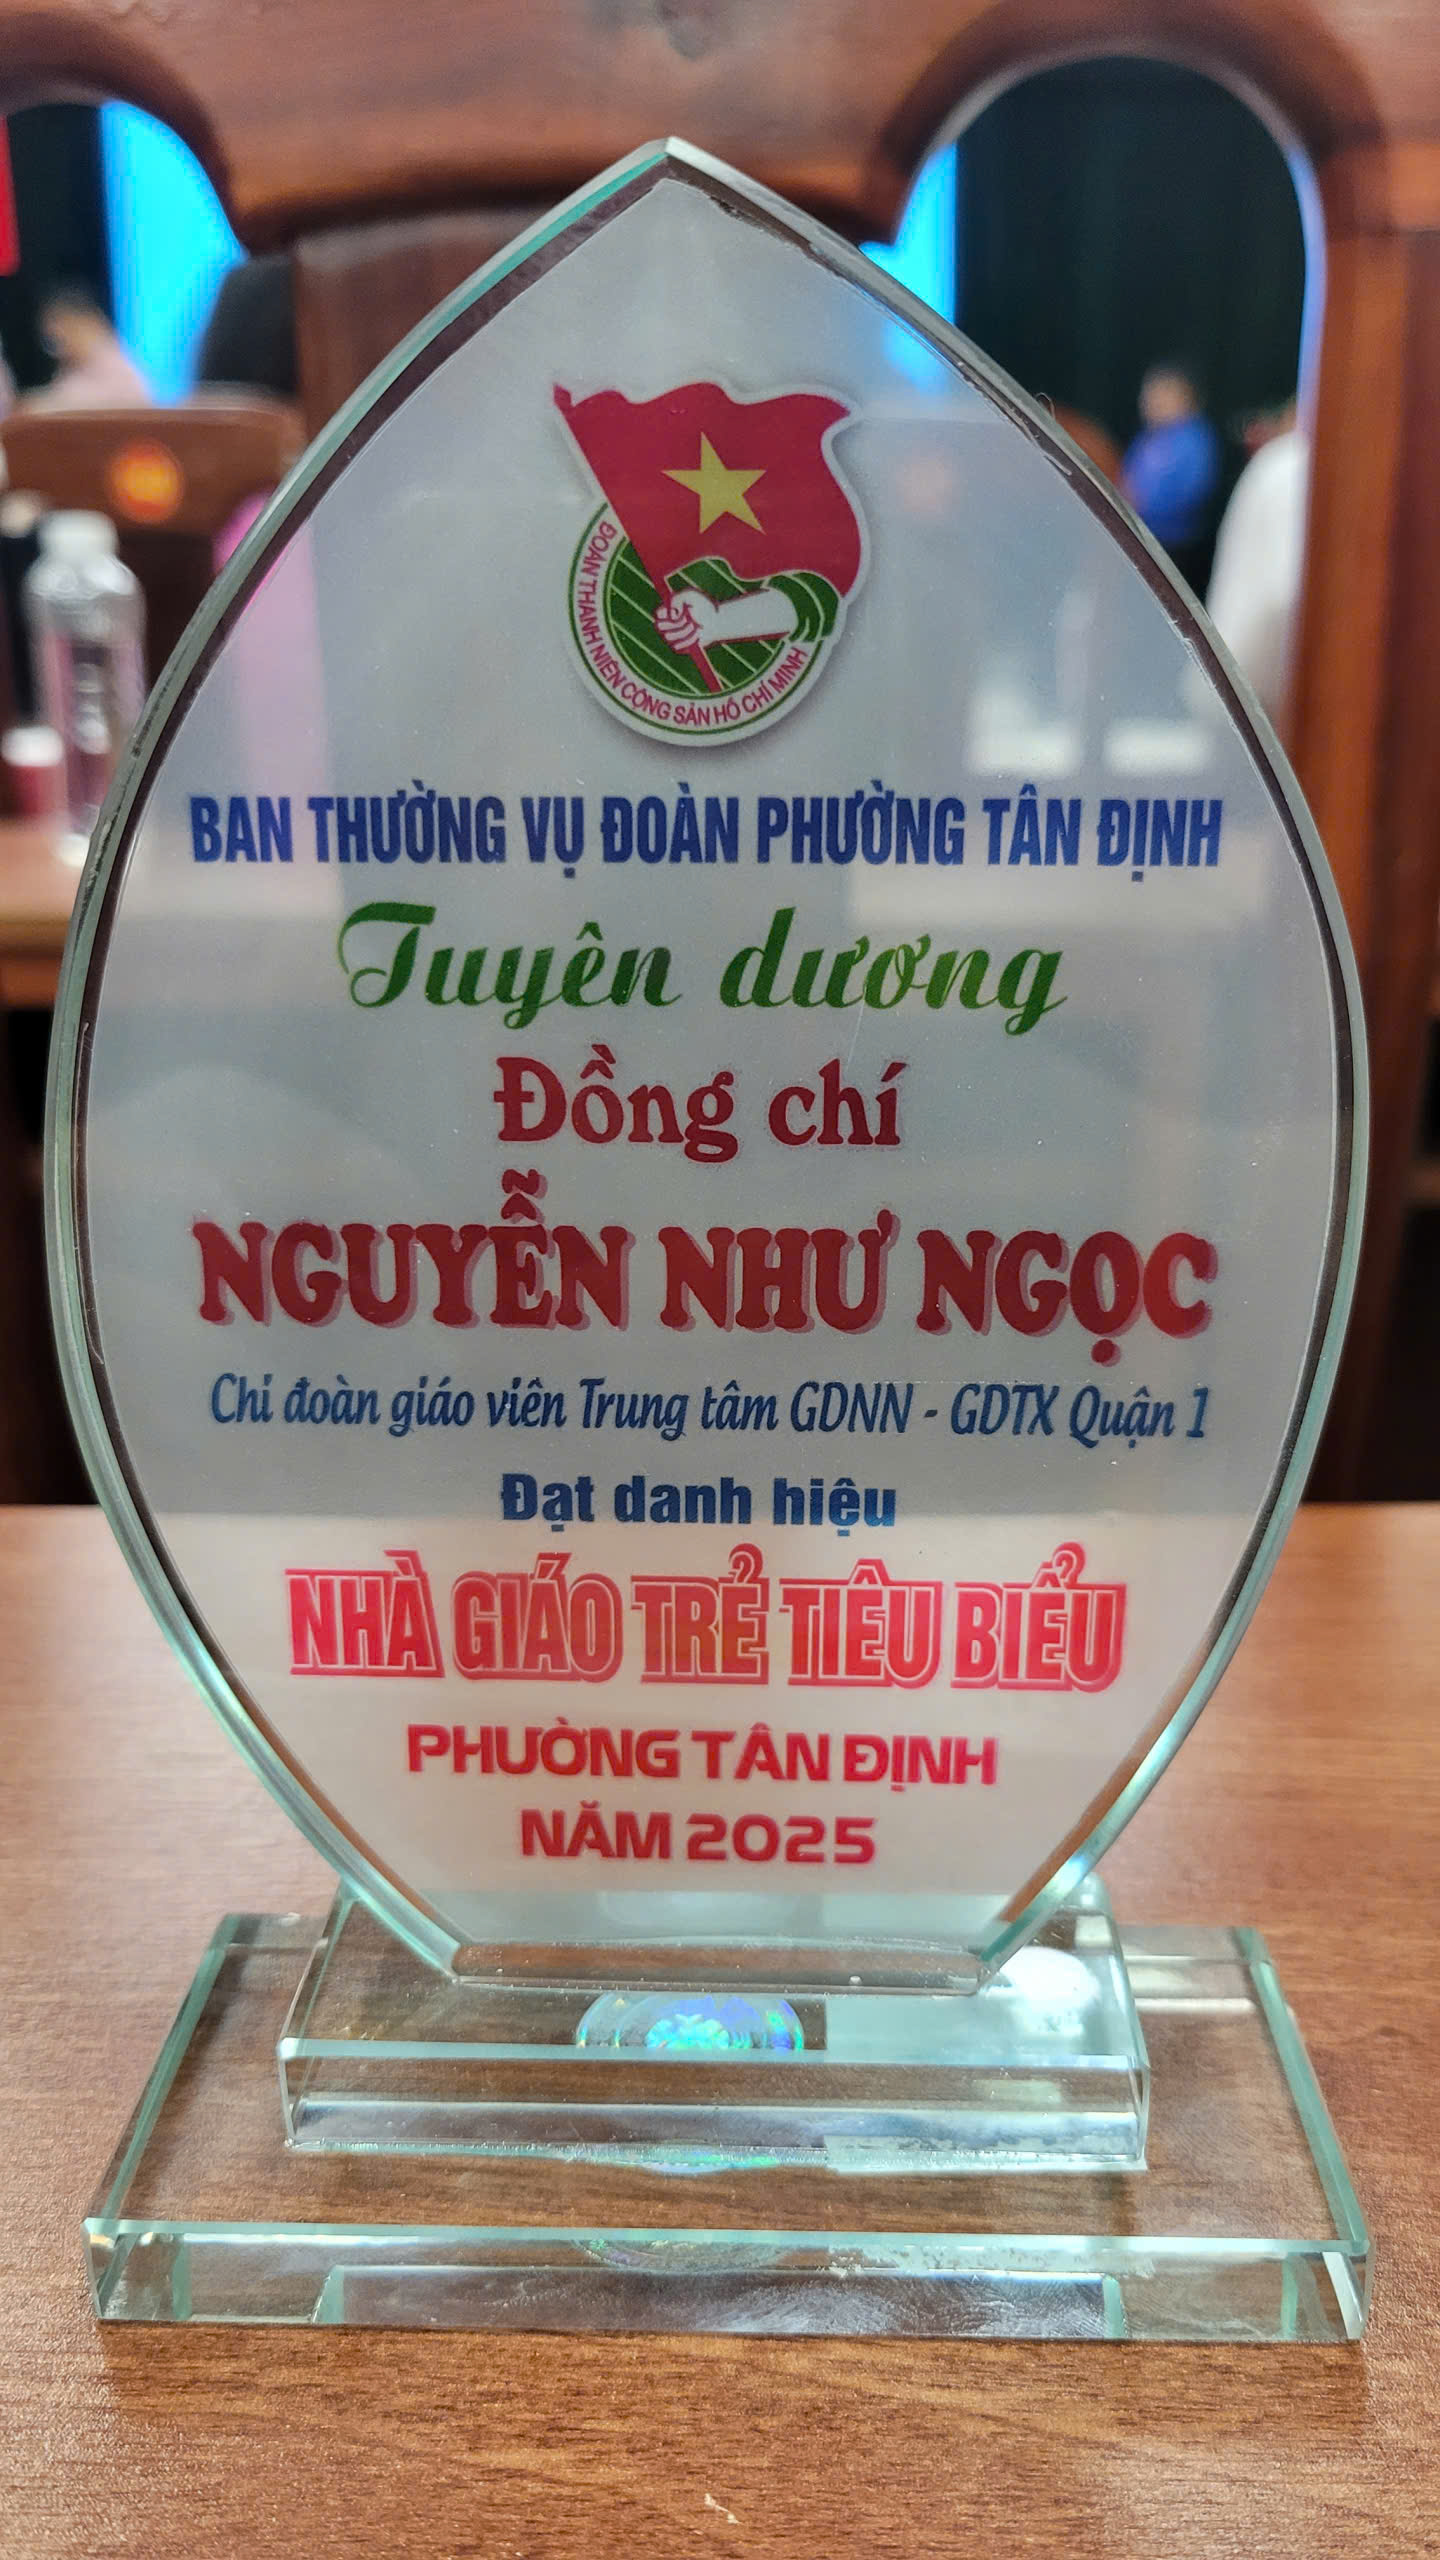 ĐOÀN THANH NIÊN CỘNG SẢN HỒ CHÍ MINH
BAN THƯỜNG VỤ ĐOÀN PHƯỜNG TÂN ĐỊNH
Tuyên dương
Đồng chí
NGUYỄN NHƯ NGỌC
Chi đoàn giáo viên Trung tâm GDNN - GDTX Quận 1
Đạt danh hiệu
NHÀ GIÁO TRẺ TIÊU BIỂU
PHƯỜNG TÂN ĐỊNH
NĂM 2025